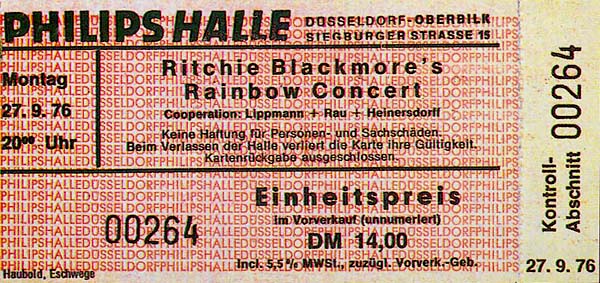 PHILIPS HALLE
DÜSSELDORF-OBERBILK
SIEGBURGER STRASSE 15
Montag
27. 9. 76
20⁰⁰ Uhr
Ritchie Blackmore's
Rainbow Concert
Cooperation: Lippmann + Rau + Heinersdorff
Keine Haftung für Personen- und Sachschäden.
Beim Verlassen der Halle verliert die Karte ihre Gültigkeit.
Kartenrückgabe ausgeschlossen.
Einheitspreis
im Vorverkauf (unnumeriert)
00264
DM 14,00
Incl. 5,5% MWSt., zuzügl. Vorverk.-Geb.
Haubold, Eschwege
Kontroll-
Abschnitt 00264
27. 9. 76